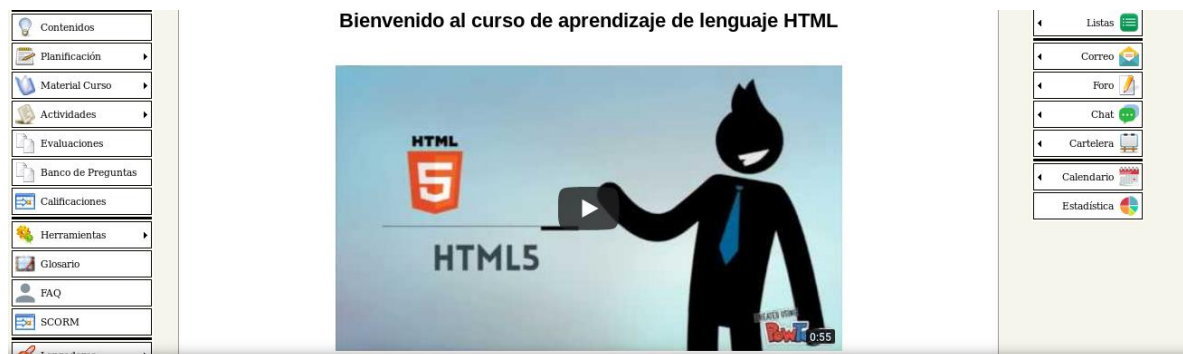 Bienvenido al curso de aprendizaje de lenguaje HTML
Contenidos
Planificación
Material Curso
Actividades
Evaluaciones
Banco de Preguntas
Calificaciones
Herramientas
Glosario
FAQ
SCORM
HTML
5
HTML5
0:55
Listas
Correo
Foro
Chat
Cartelera
Calendario
Estadística